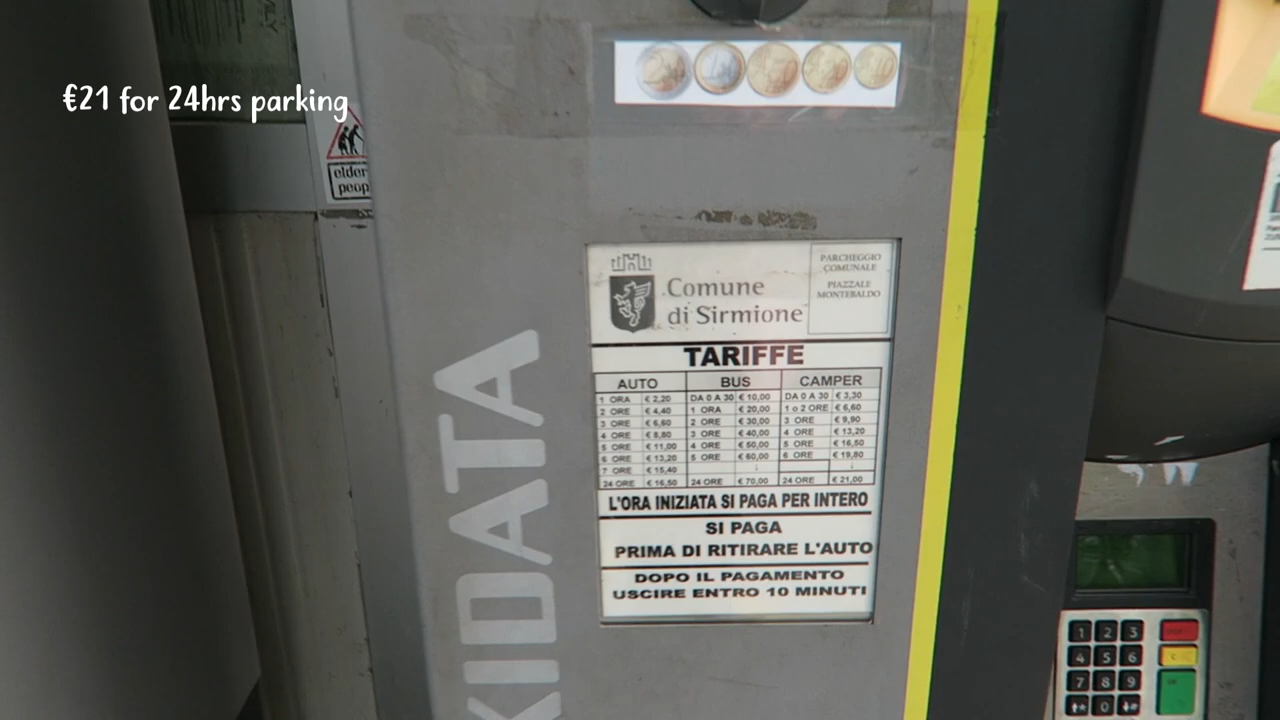 €21 for 24hrs parking
elder
peop
Comune
di Sirmione
PARCHEGGIO
COMUNALE
PIAZZALE
MONTEBALDO
TARIFFE
AUTO BUS CAMPER
1 ORA € 2,20 DA 0 A 30 € 10,00 DA 0 A 30 € 3,30
2 ORE € 4,40 1 ORA € 20,00 1 o 2 ORE € 6,60
3 ORE € 6,60 2 ORE € 30,00 3 ORE € 9,90
4 ORE € 8,80 3 ORE € 40,00 4 ORE € 13,20
5 ORE € 11,00 4 ORE € 50,00 5 ORE € 16,50
6 ORE € 13,20 5 ORE € 60,00 6 ORE € 19,80
7 ORE € 15,40
24 ORE € 16,50 24 ORE € 70,00 24 ORE € 21,00
L'ORA INIZIATA SI PAGA PER INTERO
SI PAGA
PRIMA DI RITIRARE L'AUTO
DOPO IL PAGAMENTO
USCIRE ENTRO 10 MINUTI
KIDATA
1 2 3
4 5 6
7 8 9
0